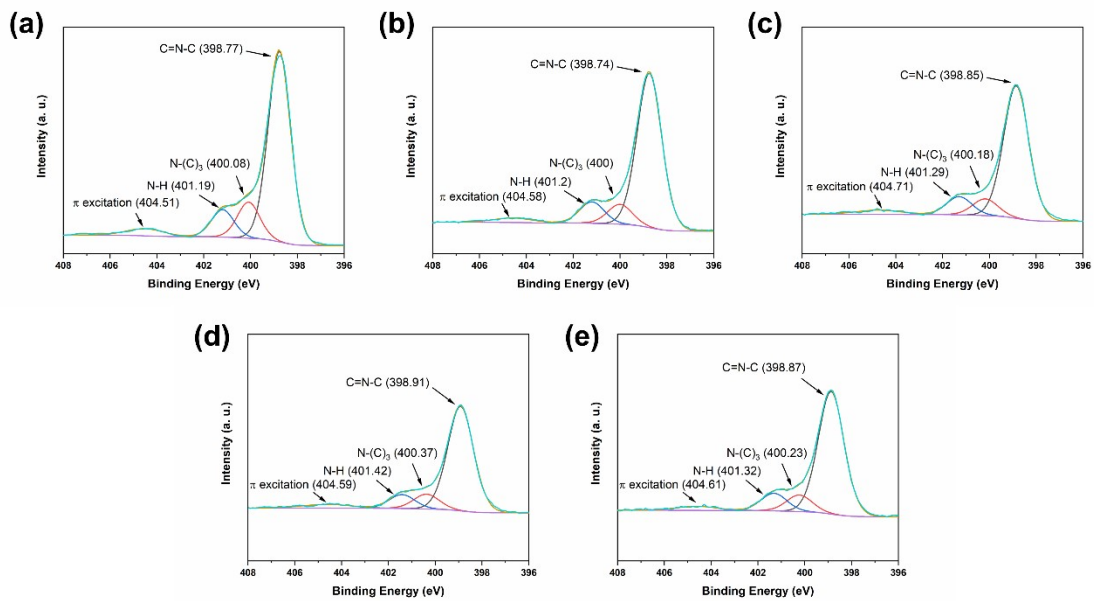 (a)
C=N-C (398.77)
N-(C)₃ (400.08)
N-H (401.19)
π excitation (404.51)
Intensity (a. u.)
408 406 404 402 400 398 396
Binding Energy (eV)
(b)
C=N-C (398.74)
N-(C)₃ (400)
N-H (401.2)
π excitation (404.58)
Intensity (a. u.)
408 406 404 402 400 398 396
Binding Energy (eV)
(c)
C=N-C (398.85)
N-(C)₃ (400.18)
N-H (401.29)
π excitation (404.71)
Intensity (a. u.)
408 406 404 402 400 398 396
Binding Energy (eV)
(d)
C=N-C (398.91)
N-(C)₃ (400.37)
N-H (401.42)
π excitation (404.59)
Intensity (a. u.)
408 406 404 402 400 398 396
Binding Energy (eV)
(e)
C=N-C (398.87)
N-(C)₃ (400.23)
N-H (401.32)
π excitation (404.61)
Intensity (a. u.)
408 406 404 402 400 398 396
Binding Energy (eV)